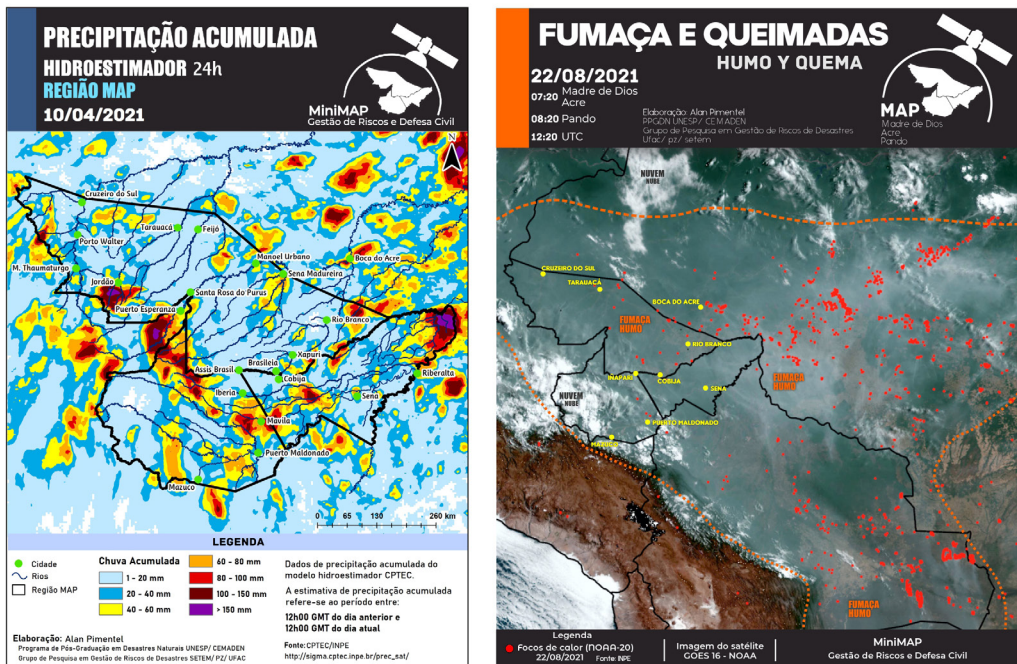 PRECIPITAÇÃO ACUMULADA
HIDROESTIMADOR 24h
REGIÃO MAP
10/04/2021
MiniMAP
Gestão de Riscos e Defesa Civil
N
Cruzeiro do Sul
Tarauacá
Feijó
Porto Walter
Manoel Urbano
Boca do Acre
M. Thaumaturgo
Sena Madureira
Jordão
Santa Rosa do Purus
Puerto Esperanza
Rio Branco
Xapuri
Brasileia
Assis Brasil
Cobija
Riberalta
Iberia
Sena
Mavila
Puerto Maldonado
Mazuco
0 65 130 260 km
LEGENDA
Cidade
Rios
Região MAP
Chuva Acumulada
1 - 20 mm
20 - 40 mm
40 - 60 mm
60 - 80 mm
80 - 100 mm
100 - 150 mm
> 150 mm
Dados de precipitação acumulada do
modelo hidroestimador CPTEC.
A estimativa de precipitação acumulada
refere-se ao período entre:
12h00 GMT do dia anterior e
12h00 GMT do dia atual
Fonte: CPTEC/INPE
http://sigma.cptec.inpe.br/prec_sat/
Elaboração: Alan Pimentel
Programa de Pós-Graduação em Desastres Naturais UNESP/ CEMADEN
Grupo de Pesquisa em Gestão de Riscos de Desastres SETEM/ PZ/ UFAC
FUMAÇA E QUEIMADAS
HUMO Y QUEMA
22/08/2021
07:20 Madre de Dios
Acre
08:20 Pando
12:20 UTC
Elaboração: Alan Pimentel
PPGDN UNESP/ CEMADEN
Grupo de Pesquisa em Gestão de Riscos de Desastres
Ufac/ pz/ setem
MAP
Madre de Dios
Acre
Pando
NUVEM
NUBE
CRUZEIRO DO SUL
TARAUACÁ
BOCA DO ACRE
FUMAÇA
HUMO
RIO BRANCO
INAPARI
COBIJA
FUMAÇA
HUMO
SENA
NUVEM
NUBE
PUERTO MALDONADO
MAZUCO
FUMAÇA
HUMO
Legenda
Focos de calor (NOAA-20)
22/08/2021 Fonte: INPE
Imagem do satélite
GOES 16 - NOAA
MiniMAP
Gestão de Riscos e Defesa Civil